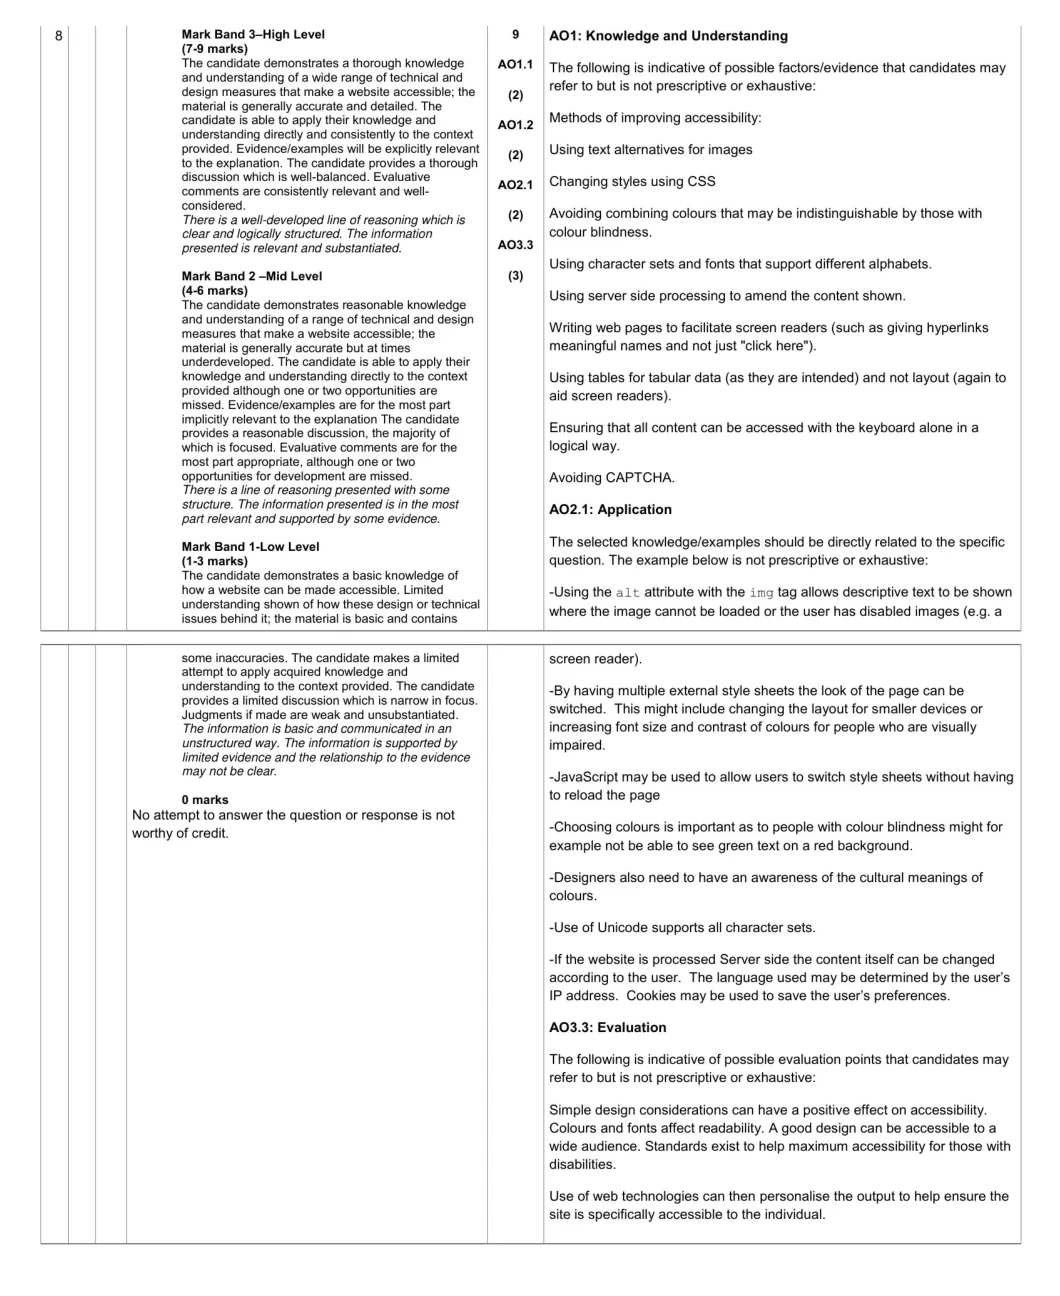 8
Mark Band 3–High Level
(7-9 marks)
The candidate demonstrates a thorough knowledge
and understanding of a wide range of technical and
design measures that make a website accessible; the
material is generally accurate and detailed. The
candidate is able to apply their knowledge and
understanding directly and consistently to the context
provided. Evidence/examples will be explicitly relevant
to the explanation. The candidate provides a thorough
discussion which is well-balanced. Evaluative
comments are consistently relevant and well-
considered.
There is a well-developed line of reasoning which is
clear and logically structured. The information
presented is relevant and substantiated.
Mark Band 2 –Mid Level
(4-6 marks)
The candidate demonstrates reasonable knowledge
and understanding of a range of technical and design
measures that make a website accessible; the
material is generally accurate but at times
underdeveloped. The candidate is able to apply their
knowledge and understanding directly to the context
provided although one or two opportunities are
missed. Evidence/examples are for the most part
implicitly relevant to the explanation The candidate
provides a reasonable discussion, the majority of
which is focused. Evaluative comments are for the
most part appropriate, although one or two
opportunities for development are missed.
There is a line of reasoning presented with some
structure. The information presented is in the most
part relevant and supported by some evidence.
Mark Band 1-Low Level
(1-3 marks)
The candidate demonstrates a basic knowledge of
how a website can be made accessible. Limited
understanding shown of how these design or technical
issues behind it; the material is basic and contains
9
AO1.1
(2)
AO1.2
(2)
AO2.1
(2)
AO3.3
(3)
AO1: Knowledge and Understanding
The following is indicative of possible factors/evidence that candidates may
refer to but is not prescriptive or exhaustive:
Methods of improving accessibility:
Using text alternatives for images
Changing styles using CSS
Avoiding combining colours that may be indistinguishable by those with
colour blindness.
Using character sets and fonts that support different alphabets.
Using server side processing to amend the content shown.
Writing web pages to facilitate screen readers (such as giving hyperlinks
meaningful names and not just "click here").
Using tables for tabular data (as they are intended) and not layout (again to
aid screen readers).
Ensuring that all content can be accessed with the keyboard alone in a
logical way.
Avoiding CAPTCHA.
AO2.1: Application
The selected knowledge/examples should be directly related to the specific
question. The example below is not prescriptive or exhaustive:
-Using the alt attribute with the img tag allows descriptive text to be shown
where the image cannot be loaded or the user has disabled images (e.g. a
some inaccuracies. The candidate makes a limited
attempt to apply acquired knowledge and
understanding to the context provided. The candidate
provides a limited discussion which is narrow in focus.
Judgments if made are weak and unsubstantiated.
The information is basic and communicated in an
unstructured way. The information is supported by
limited evidence and the relationship to the evidence
may not be clear.
0 marks
No attempt to answer the question or response is not
worthy of credit.
screen reader).
-By having multiple external style sheets the look of the page can be
switched. This might include changing the layout for smaller devices or
increasing font size and contrast of colours for people who are visually
impaired.
-JavaScript may be used to allow users to switch style sheets without having
to reload the page
-Choosing colours is important as to people with colour blindness might for
example not be able to see green text on a red background.
-Designers also need to have an awareness of the cultural meanings of
colours.
-Use of Unicode supports all character sets.
-If the website is processed Server side the content itself can be changed
according to the user. The language used may be determined by the user’s
IP address. Cookies may be used to save the user’s preferences.
AO3.3: Evaluation
The following is indicative of possible evaluation points that candidates may
refer to but is not prescriptive or exhaustive:
Simple design considerations can have a positive effect on accessibility.
Colours and fonts affect readability. A good design can be accessible to a
wide audience. Standards exist to help maximum accessibility for those with
disabilities.
Use of web technologies can then personalise the output to help ensure the
site is specifically accessible to the individual.